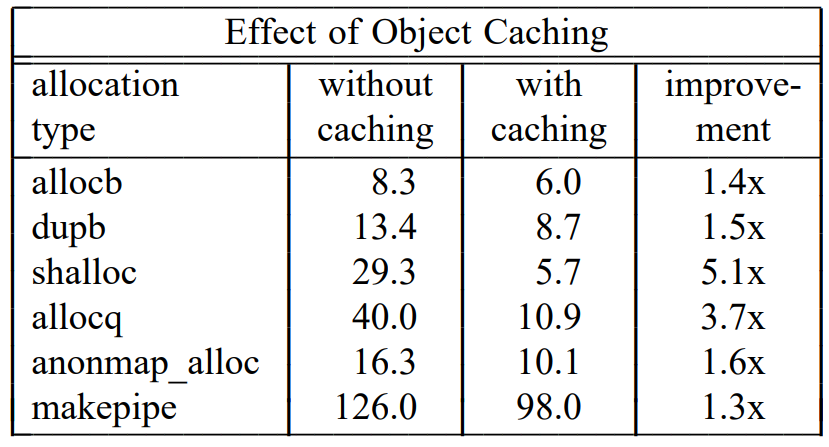 Effect of Object Caching
allocation without with improve-
type caching caching ment
allocb 8.3 6.0 1.4x
dupb 13.4 8.7 1.5x
shalloc 29.3 5.7 5.1x
allocq 40.0 10.9 3.7x
anonmap_alloc 16.3 10.1 1.6x
makepipe 126.0 98.0 1.3x